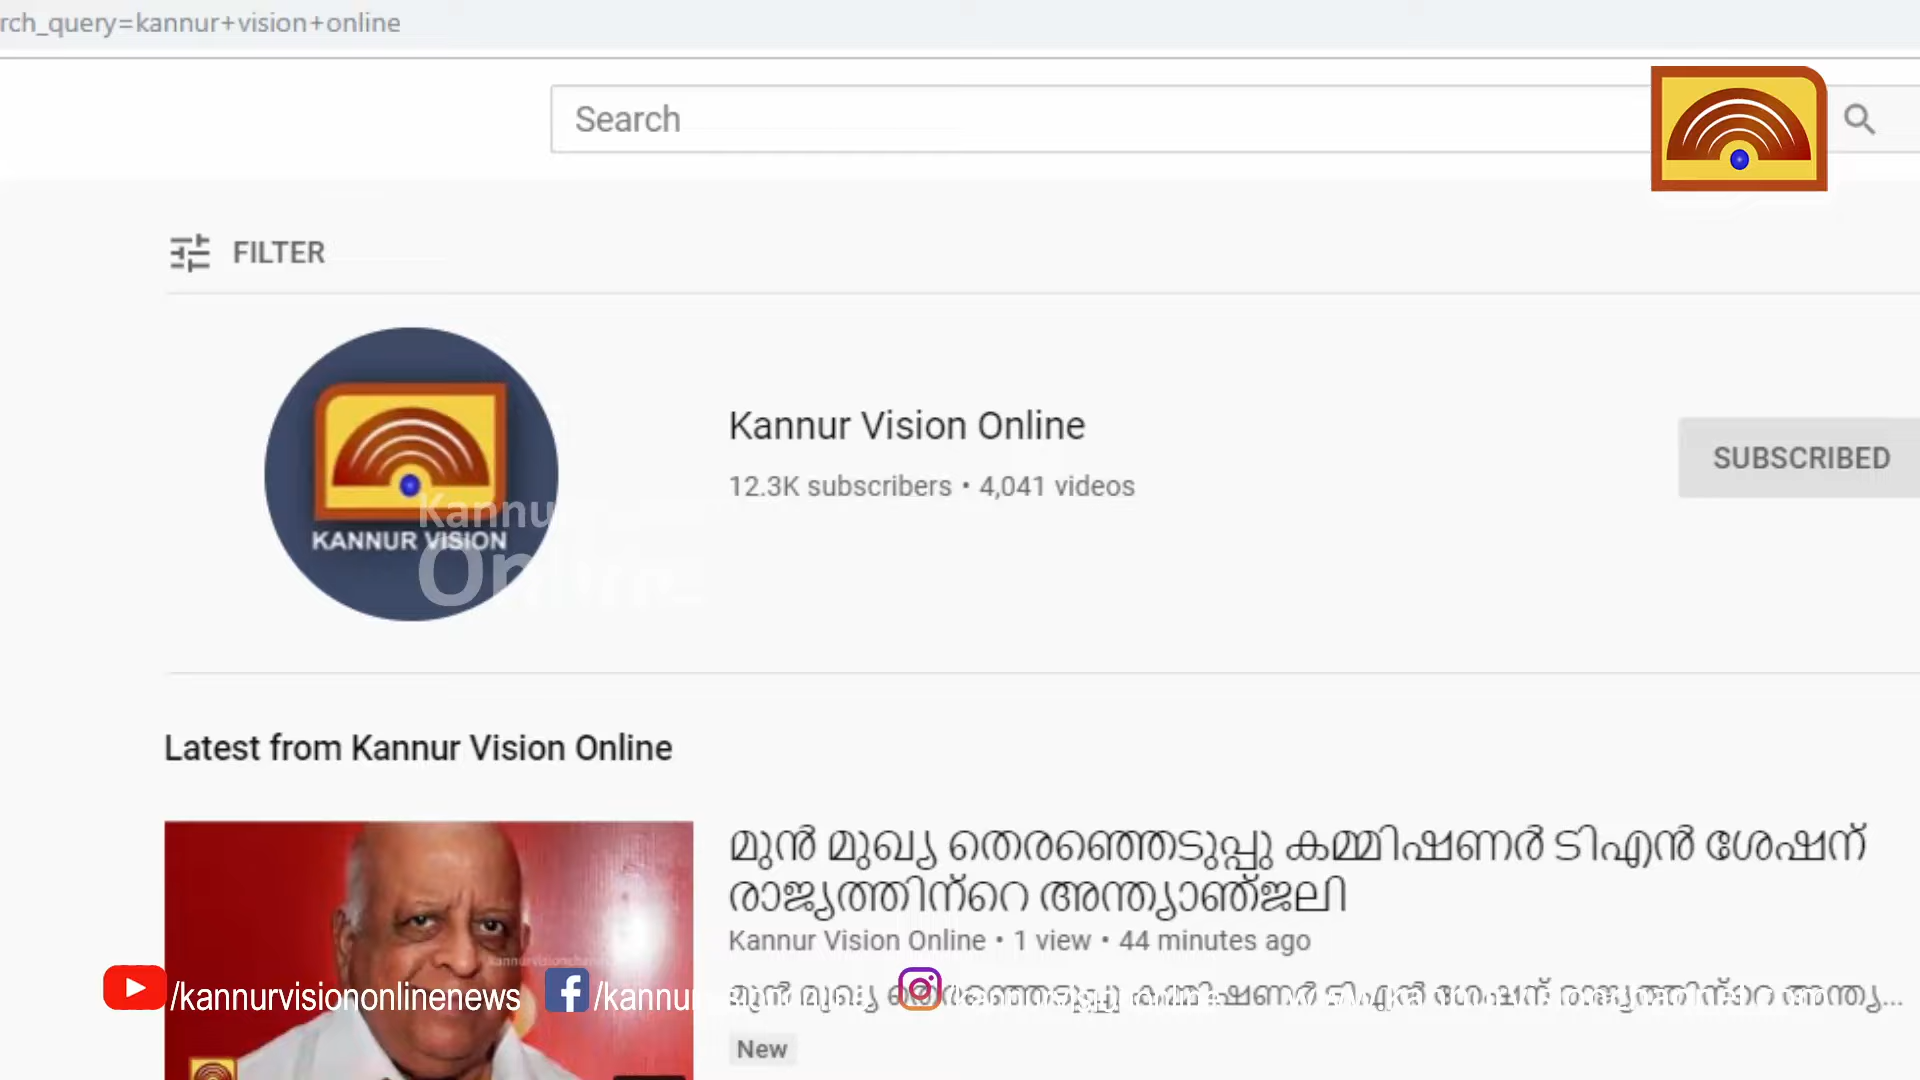 rch_query=kannur+vision+online
Search
FILTER
KANNUR VISION
Online
Kannur Vision Online
12.3K subscribers • 4,041 videos
SUBSCRIBED
Latest from Kannur Vision Online
മുൻ മുഖ്യ തെരഞ്ഞെടുപ്പു കമ്മിഷണർ ടിഎൻ ശേഷന്
രാജ്യത്തിന്റെ അന്ത്യാഞ്ജലി
Kannur Vision Online • 1 view • 44 minutes ago
/kannurvisiononlinenews
New